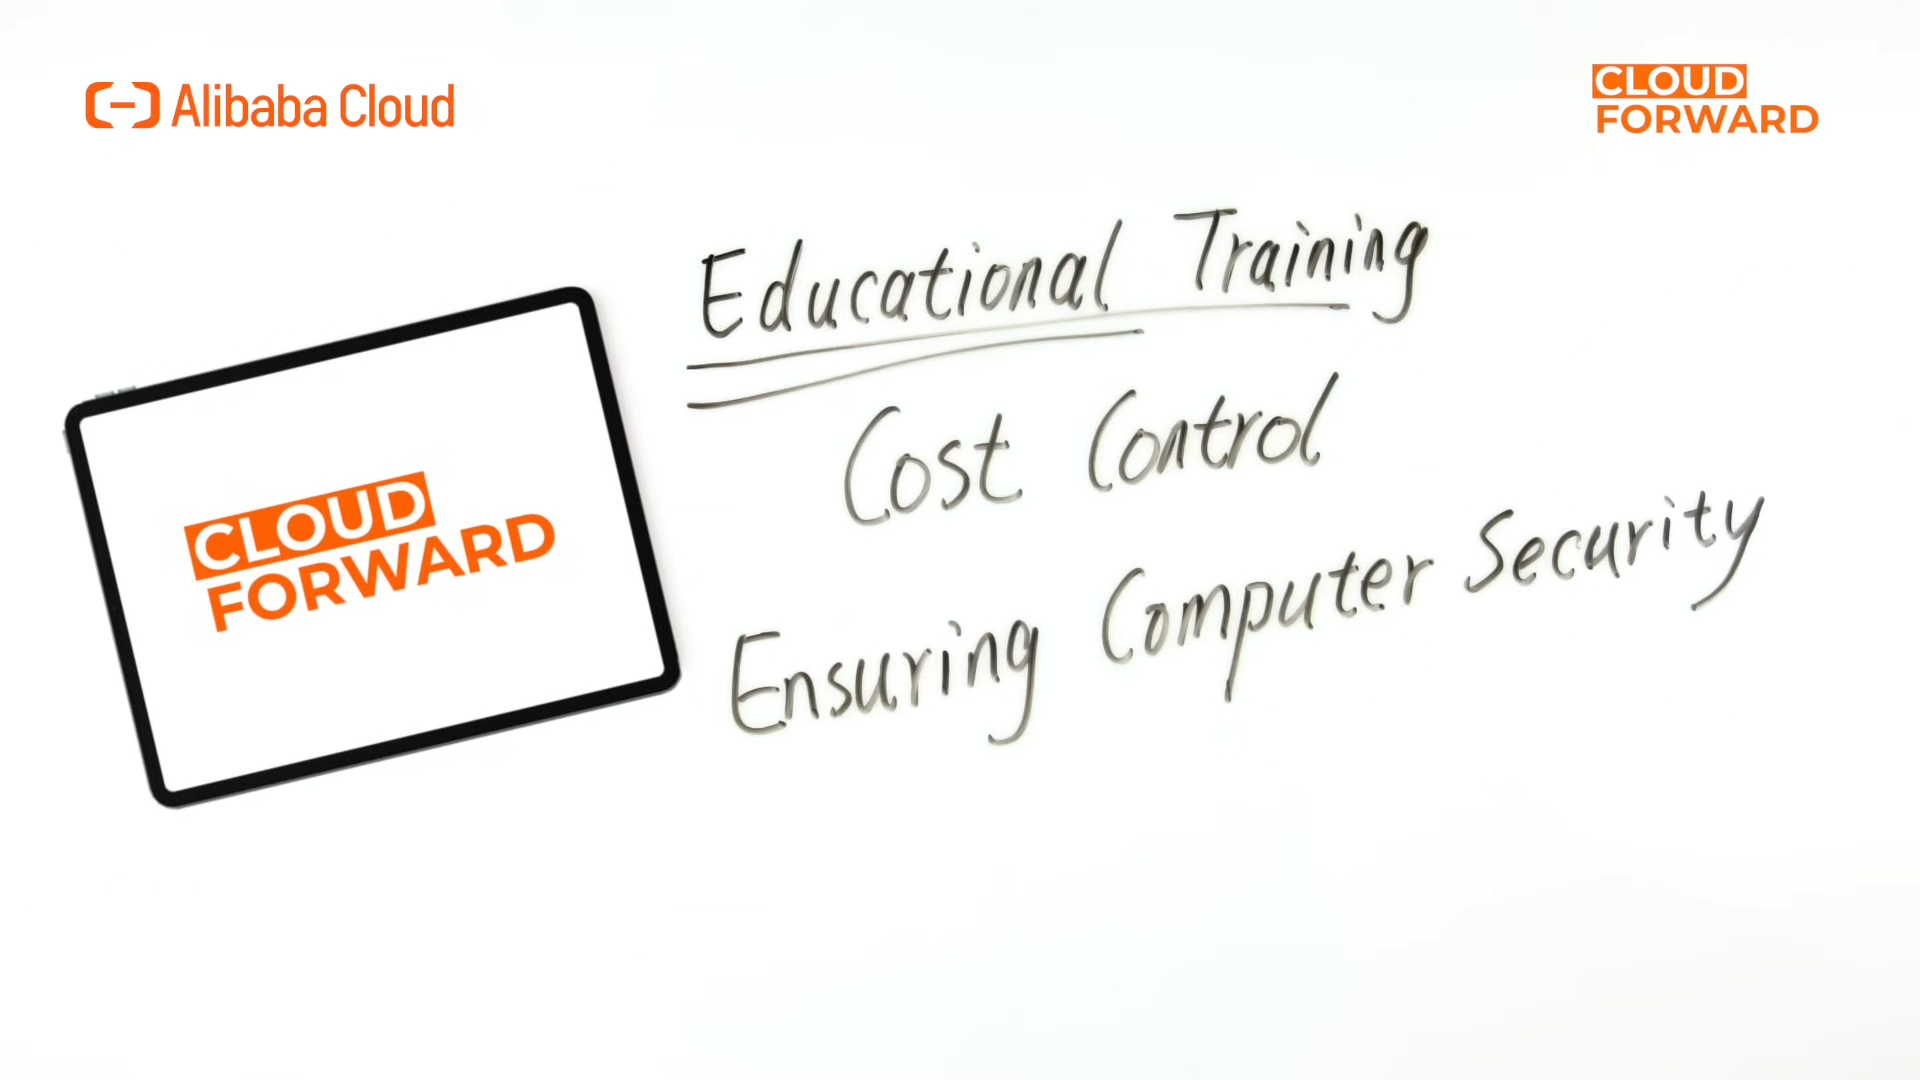 Alibaba Cloud
CLOUD
FORWARD
Educational Training
Cost Control
Ensuring Computer Security
CLOUD
FORWARD